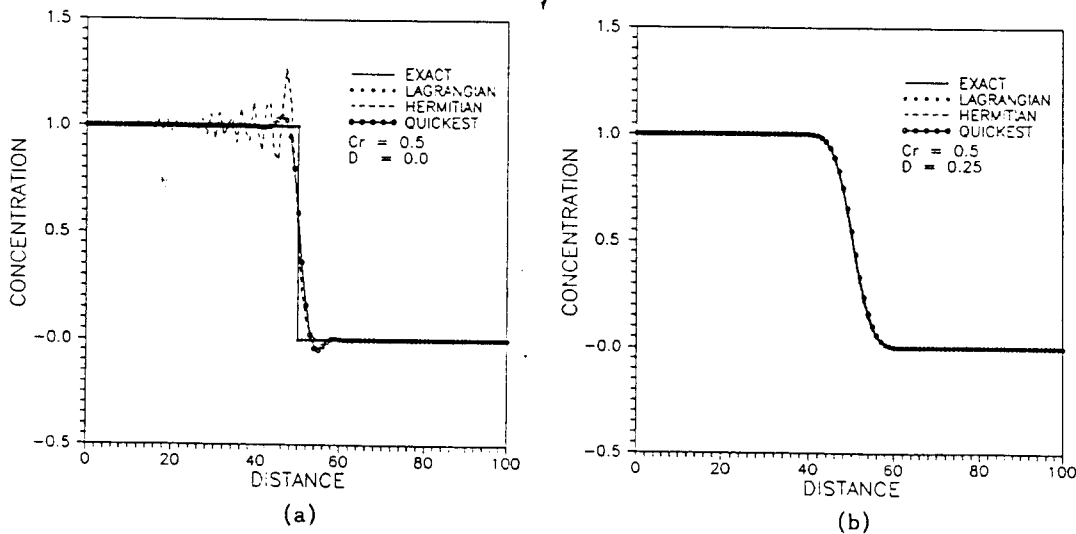 1.5
1.0
0.5
-0.0
-0.5
CONCENTRATION
0
20
40
60
80
100
DISTANCE
EXACT
LAGRANGIAN
HERMITIAN
QUICKEST
Cr = 0.5
D = 0.0
(a)
1.5
1.0
0.5
-0.0
-0.5
CONCENTRATION
0
20
40
60
80
100
DISTANCE
EXACT
LAGRANGIAN
HERMITIAN
QUICKEST
Cr = 0.5
D = 0.25
(b)